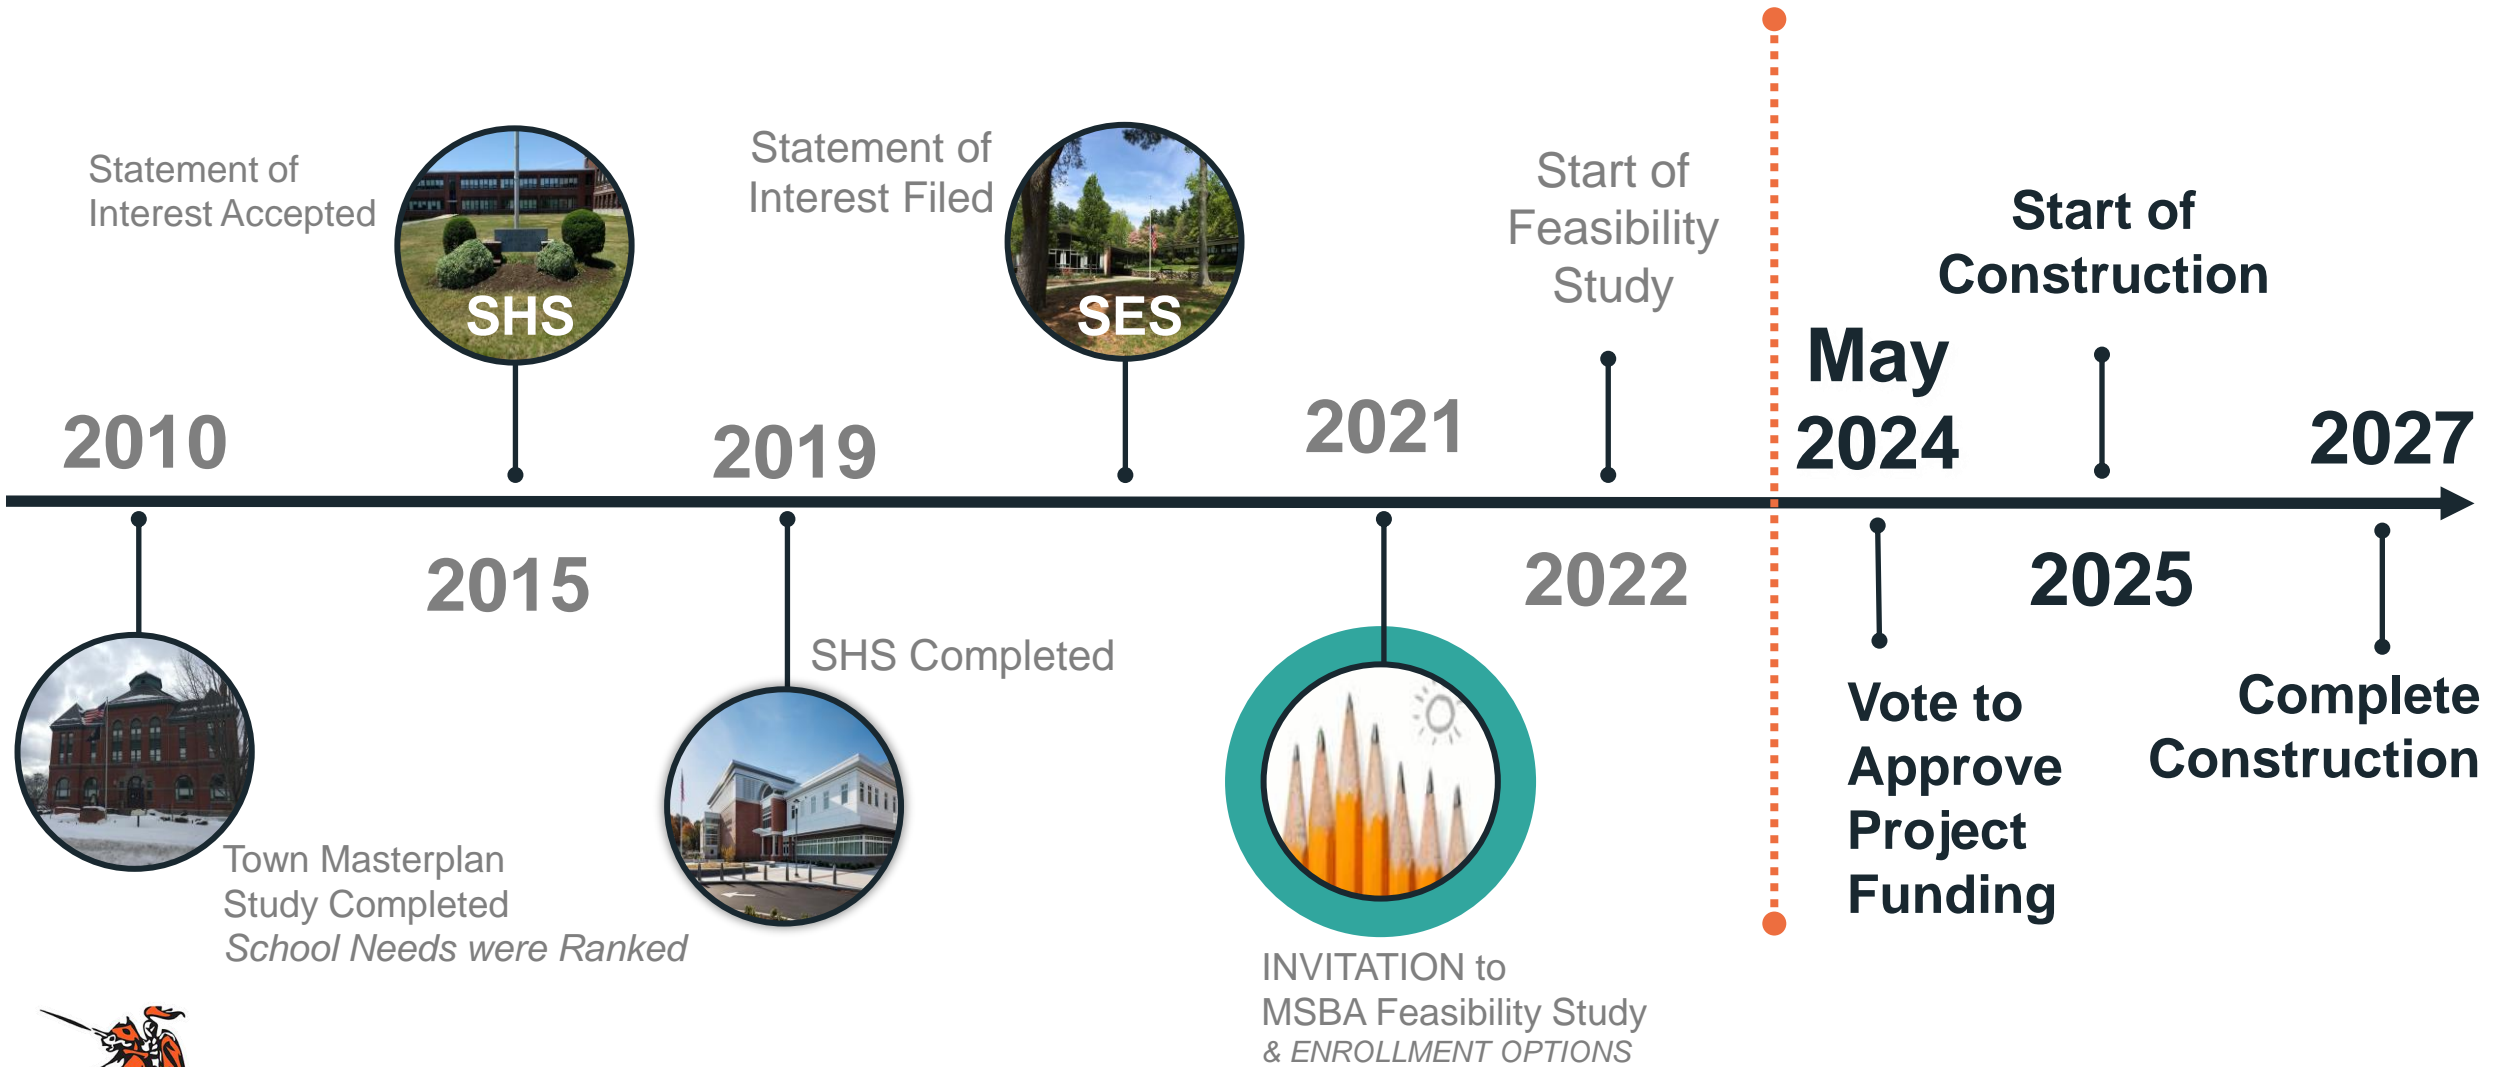 Statement of
Interest Accepted
SHS
2010
2015
Town Masterplan
Study Completed
School Needs were Ranked
Statement of
Interest Filed
SES
2019
SHS Completed
2021
INVITATION to
MSBA Feasibility Study
& ENROLLMENT OPTIONS
Start of
Feasibility
Study
2022
May
2024
Vote to
Approve
Project
Funding
Start of
Construction
2025
2027
Complete
Construction